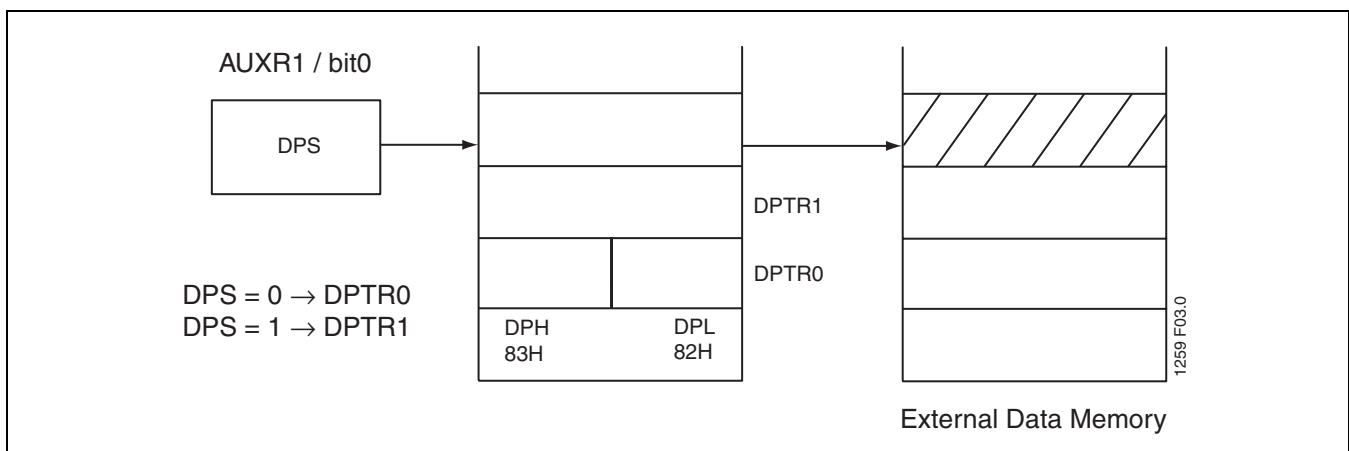 AUXR1 / bit0
DPS
DPTR1
DPTR0
DPS = 0 → DPTR0
DPS = 1 → DPTR1
DPH
83H
DPL
82H
External Data Memory
1259 F03.0